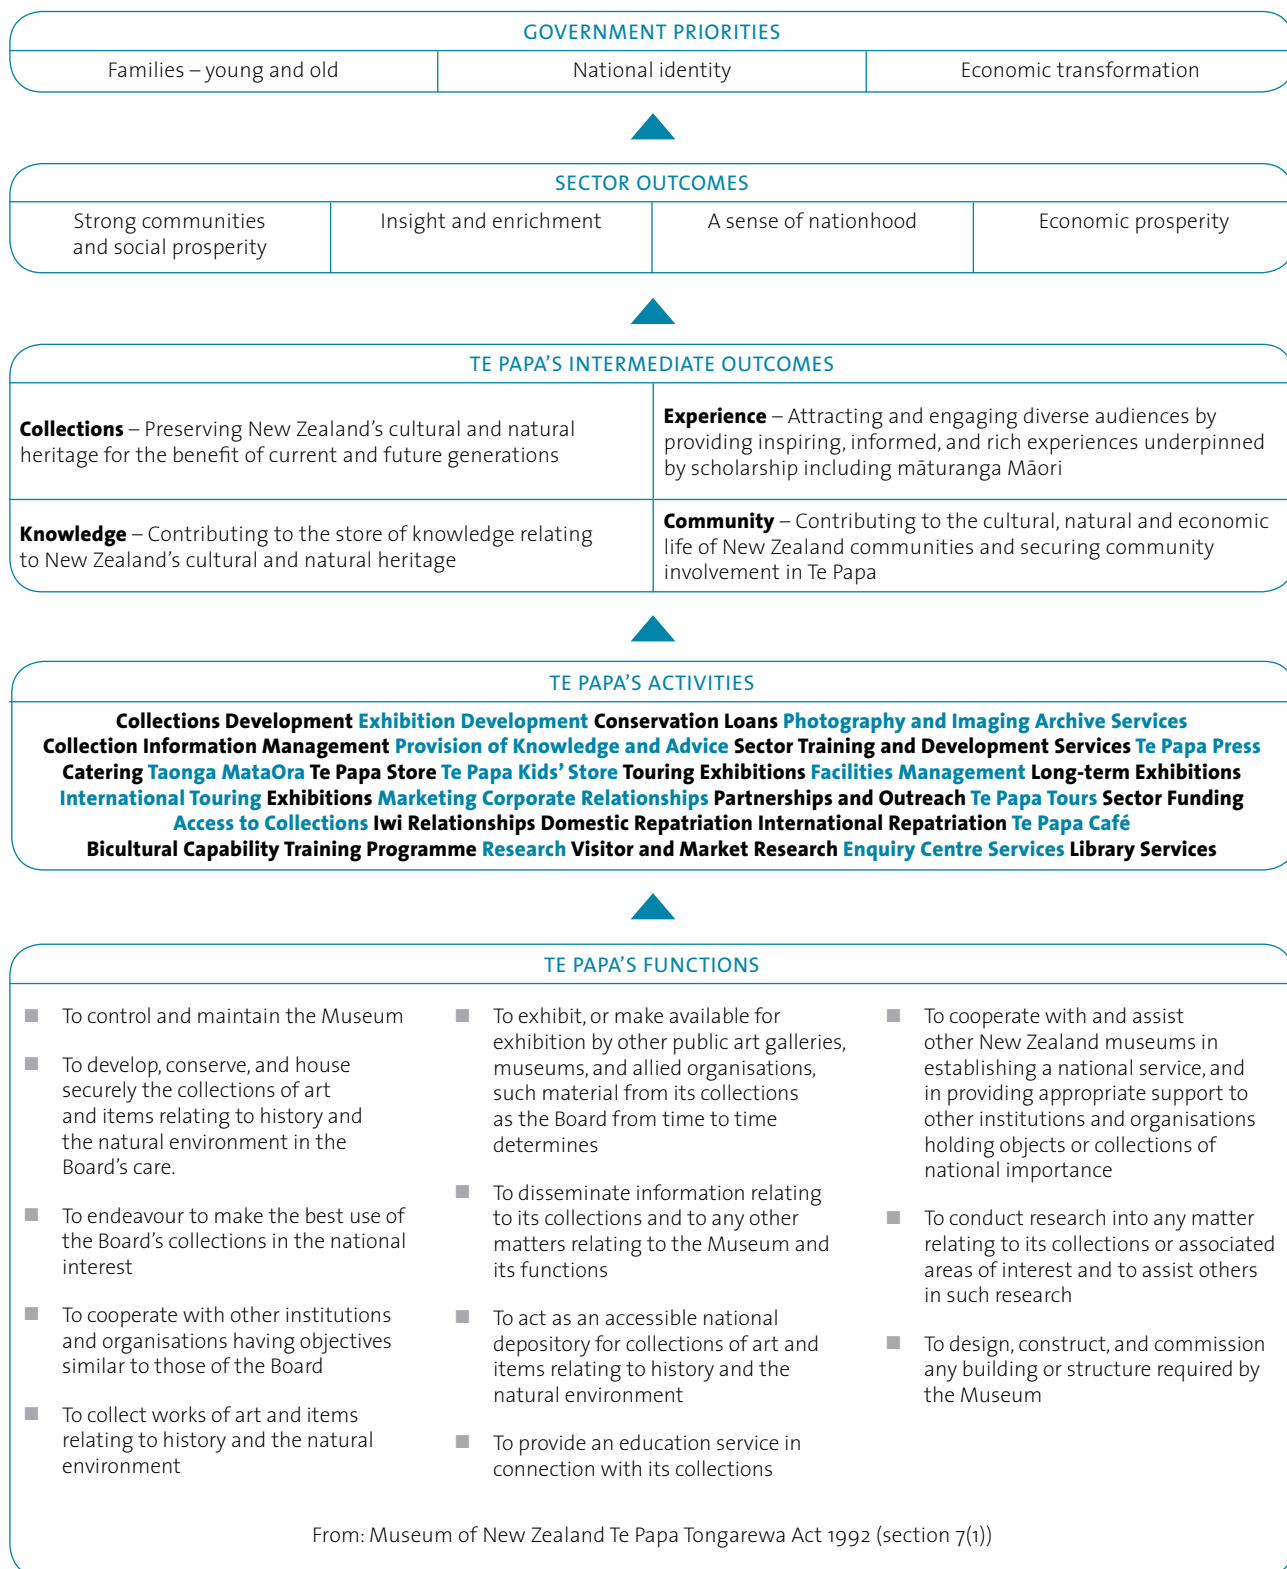 GOVERNMENT PRIORITIES
Families – young and old
National identity
Economic transformation
SECTOR OUTCOMES
Strong communities
and social prosperity
Insight and enrichment
A sense of nationhood
Economic prosperity
TE PAPA'S INTERMEDIATE OUTCOMES
Collections – Preserving New Zealand's cultural and natural
heritage for the benefit of current and future generations
Experience – Attracting and engaging diverse audiences by
providing inspiring, informed, and rich experiences underpinned
by scholarship including māturanga Māori
Knowledge – Contributing to the store of knowledge relating
to New Zealand's cultural and natural heritage
Community – Contributing to the cultural, natural and economic
life of New Zealand communities and securing community
involvement in Te Papa
TE PAPA'S ACTIVITIES
Collections Development Exhibition Development Conservation Loans Photography and Imaging Archive Services
Collection Information Management Provision of Knowledge and Advice Sector Training and Development Services Te Papa Press
Catering Taonga MataOra Te Papa Store Te Papa Kids' Store Touring Exhibitions Facilities Management Long-term Exhibitions
International Touring Exhibitions Marketing Corporate Relationships Partnerships and Outreach Te Papa Tours Sector Funding
Access to Collections Iwi Relationships Domestic Repatriation International Repatriation Te Papa Café
Bicultural Capability Training Programme Research Visitor and Market Research Enquiry Centre Services Library Services
TE PAPA'S FUNCTIONS
To control and maintain the Museum
To develop, conserve, and house
securely the collections of art
and items relating to history and
the natural environment in the
Board's care.
To endeavour to make the best use of
the Board's collections in the national
interest
To cooperate with other institutions
and organisations having objectives
similar to those of the Board
To collect works of art and items
relating to history and the natural
environment
To exhibit, or make available for
exhibition by other public art galleries,
museums, and allied organisations,
such material from its collections
as the Board from time to time
determines
To disseminate information relating
to its collections and to any other
matters relating to the Museum and
its functions
To act as an accessible national
depository for collections of art and
items relating to history and the
natural environment
To provide an education service in
connection with its collections
To cooperate with and assist
other New Zealand museums in
establishing a national service, and
in providing appropriate support to
other institutions and organisations
holding objects or collections of
national importance
To conduct research into any matter
relating to its collections or associated
areas of interest and to assist others
in such research
To design, construct, and commission
any building or structure required by
the Museum
From: Museum of New Zealand Te Papa Tongarewa Act 1992 (section 7(1))